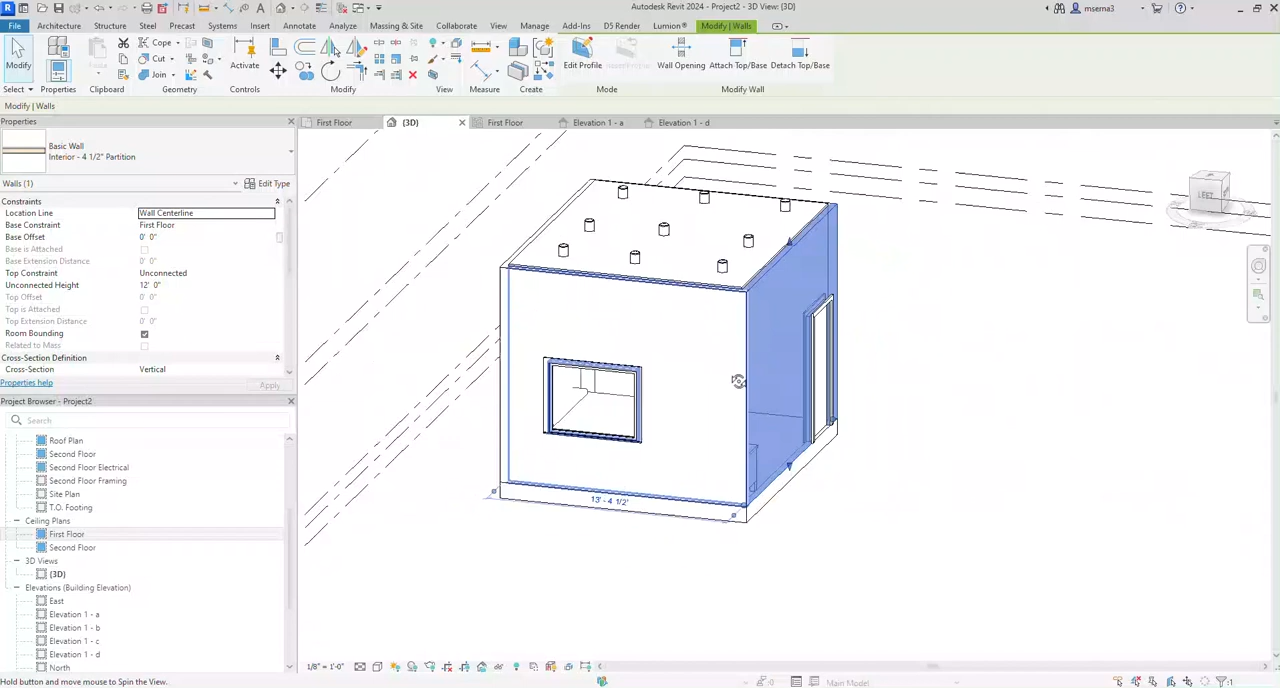 Autodesk Revit 2024 - Project2 - 3D View: {3D}
mserna3
File Architecture Structure Steel Precast Systems Insert Annotate Analyze Massing & Site Collaborate View Manage Add-Ins D5 Render Lumion® Modify | Walls
Modify
Cope
Cut
Join
Paste
Activate
Edit Profile
Wall Opening
Attach Top/Base
Detach Top/Base
Select Properties Clipboard Geometry Controls Modify View Measure Create Mode Modify Wall
Modify | Walls
Properties
First Floor
{3D}
First Floor
Elevation 1 - a
Elevation 1 - d
Basic Wall
Interior - 4 1/2" Partition
Walls (1)
Edit Type
Constraints
Location Line Wall Centerline
Base Constraint First Floor
Base Offset 0' 0"
Base is Attached
Base Extension Distance 0' 0"
Top Constraint Unconnected
Unconnected Height 12' 0"
Top Offset 0' 0"
Top is Attached
Top Extension Distance 0' 0"
Room Bounding
Related to Mass
Cross-Section Definition
Cross-Section Vertical
Properties help
Apply
Project Browser - Project2
Search
Roof Plan
Second Floor
Second Floor Electrical
Second Floor Framing
Site Plan
T.O. Footing
Ceiling Plans
First Floor
Second Floor
3D Views
{3D}
Elevations (Building Elevation)
East
Elevation 1 - a
Elevation 1 - b
Elevation 1 - c
Elevation 1 - d
North
LEFT
13' - 4 1/2"
1/8" = 1'-0"
Hold button and move mouse to Spin the View.
:0
Main Model
:1